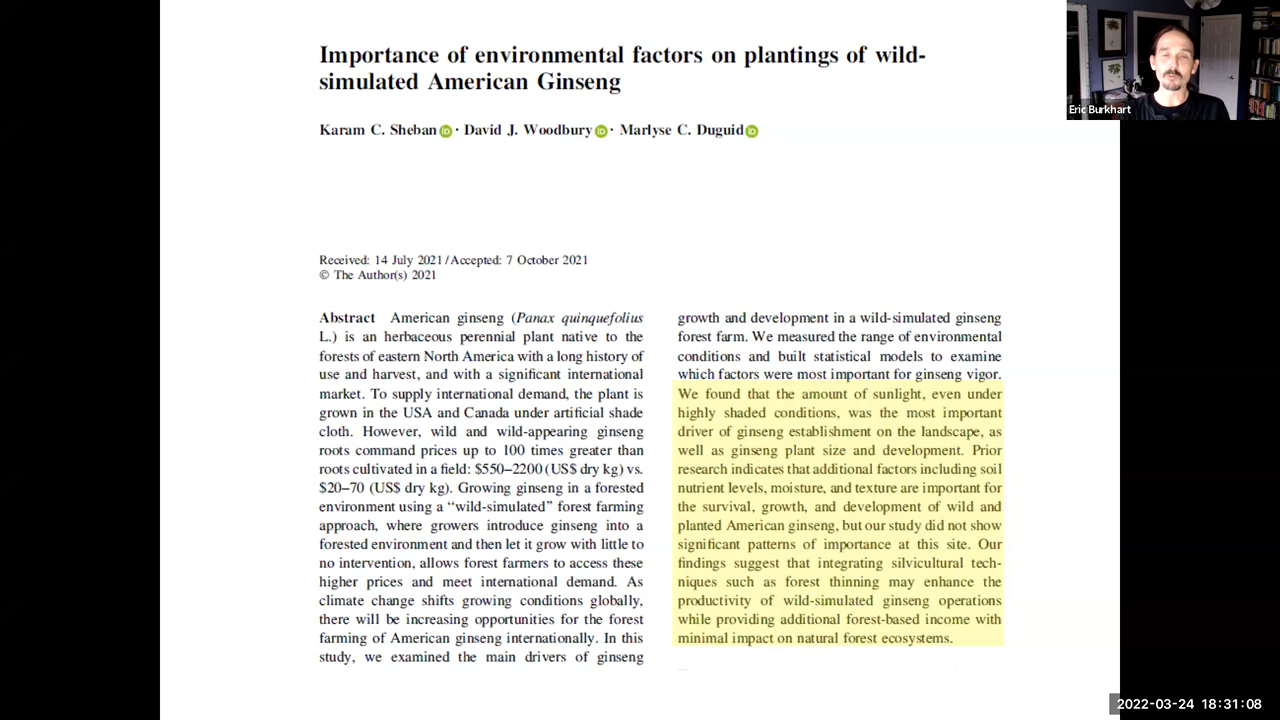 Importance of environmental factors on plantings of wild-
simulated American Ginseng
Karam C. Sheban iD · David J. Woodbury iD · Marlyse C. Duguid iD
Eric Burkhart
Received: 14 July 2021 / Accepted: 7 October 2021
© The Author(s) 2021
Abstract American ginseng (Panax quinquefolius
L.) is an herbaceous perennial plant native to the
forests of eastern North America with a long history of
use and harvest, and with a significant international
market. To supply international demand, the plant is
grown in the USA and Canada under artificial shade
cloth. However, wild and wild-appearing ginseng
roots command prices up to 100 times greater than
roots cultivated in a field: $550–2200 (US$ dry kg) vs.
$20–70 (US$ dry kg). Growing ginseng in a forested
environment using a ‘‘wild-simulated’’ forest farming
approach, where growers introduce ginseng into a
forested environment and then let it grow with little to
no intervention, allows forest farmers to access these
higher prices and meet international demand. As
climate change shifts growing conditions globally,
there will be increasing opportunities for the forest
farming of American ginseng internationally. In this
study, we examined the main drivers of ginseng
growth and development in a wild-simulated ginseng
forest farm. We measured the range of environmental
conditions and built statistical models to examine
which factors were most important for ginseng vigor.
We found that the amount of sunlight, even under
highly shaded conditions, was the most important
driver of ginseng establishment on the landscape, as
well as ginseng plant size and development. Prior
research indicates that additional factors including soil
nutrient levels, moisture, and texture are important for
the survival, growth, and development of wild and
planted American ginseng, but our study did not show
significant patterns of importance at this site. Our
findings suggest that integrating silvicultural tech-
niques such as forest thinning may enhance the
productivity of wild-simulated ginseng operations
while providing additional forest-based income with
minimal impact on natural forest ecosystems.
2022-03-24 18:31:08